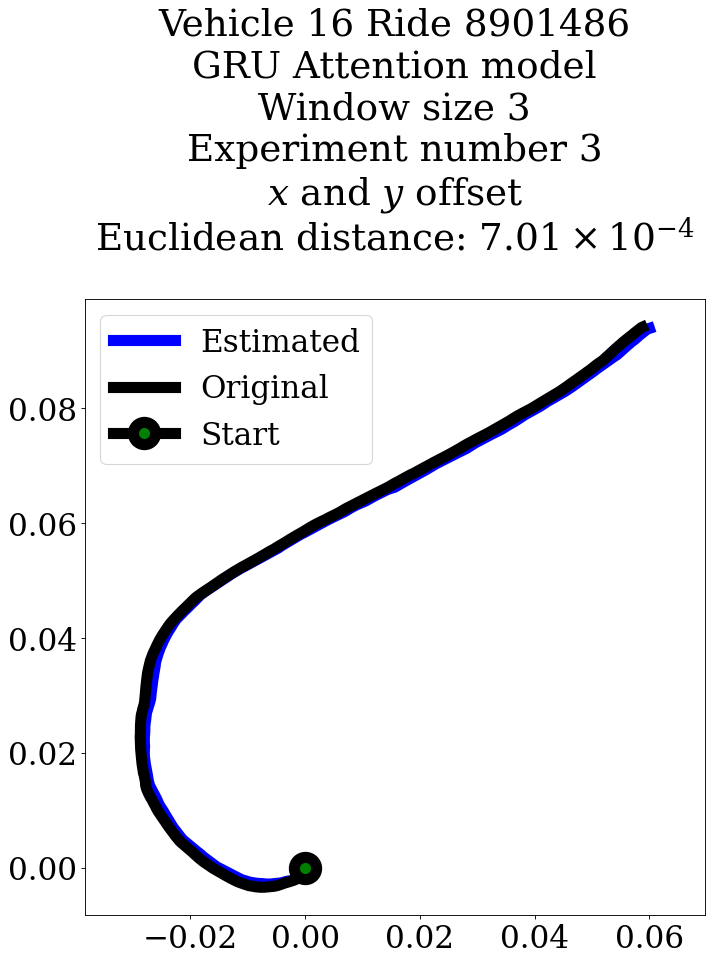 Vehicle 16 Ride 8901486
GRU Attention model
Window size 3
Experiment number 3
x and y offset
Euclidean distance: 7.01 × 10⁻⁴
Estimated
Original
Start
0.08
0.06
0.04
0.02
0.00
−0.02 0.00 0.02 0.04 0.06